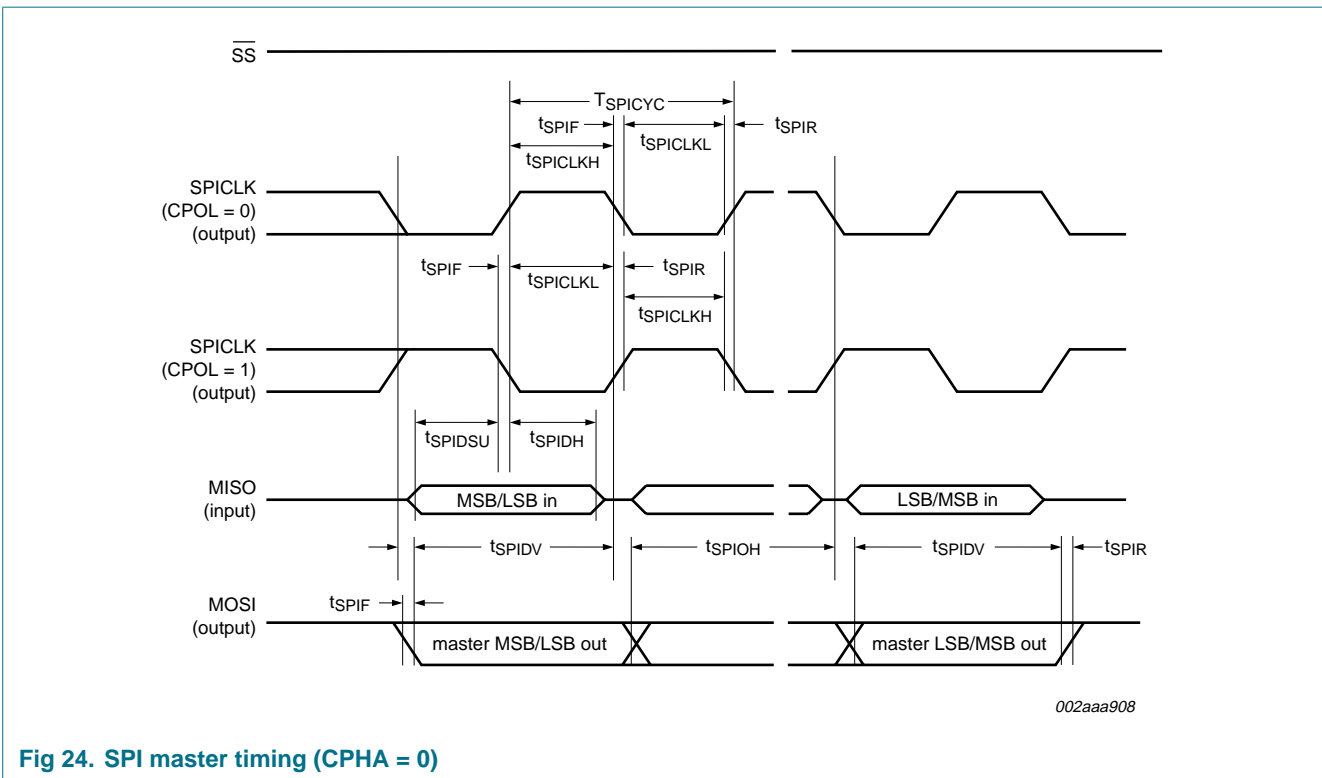 SS
TSPICYC
tSPIF
tSPICLKL
tSPIR
tSPICLKH
SPICLK
(CPOL = 0)
(output)
tSPIF
tSPICLKL
tSPIR
tSPICLKH
SPICLK
(CPOL = 1)
(output)
tSPIDSU
tSPIDH
MISO
(input)
MSB/LSB in
LSB/MSB in
tSPIDV
tSPIOH
tSPIDV
tSPIR
tSPIF
MOSI
(output)
master MSB/LSB out
master LSB/MSB out
002aaa908
Fig 24. SPI master timing (CPHA = 0)